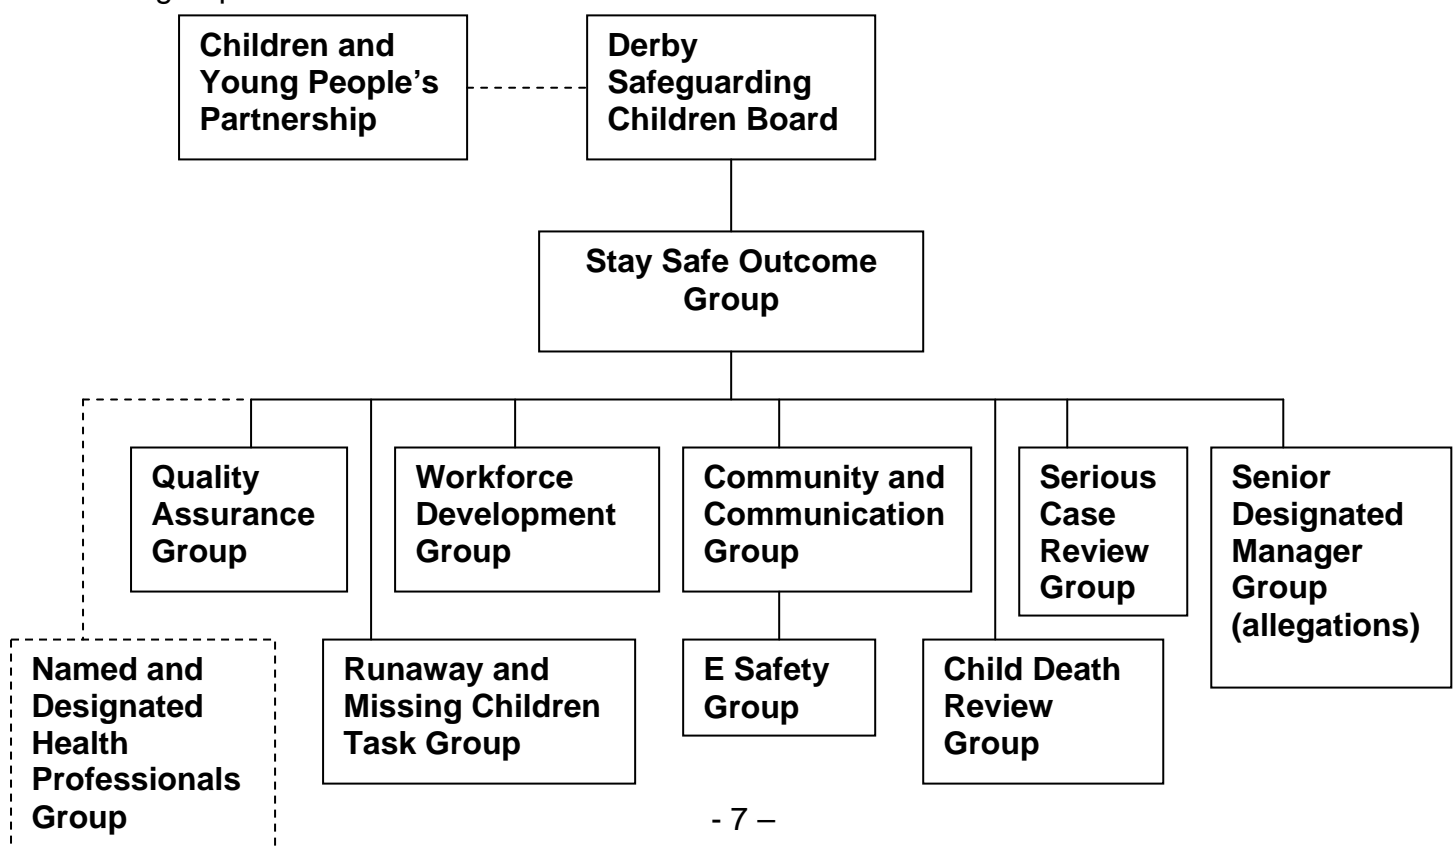 Children and
Young People’s
Partnership
Derby
Safeguarding
Children Board
Stay Safe Outcome
Group
Quality
Assurance
Group
Workforce
Development
Group
Community and
Communication
Group
Serious
Case
Review
Group
Senior
Designated
Manager
Group
(allegations)
Named and
Designated
Health
Professionals
Group
Runaway and
Missing Children
Task Group
E Safety
Group
Child Death
Review
Group
- 7 –